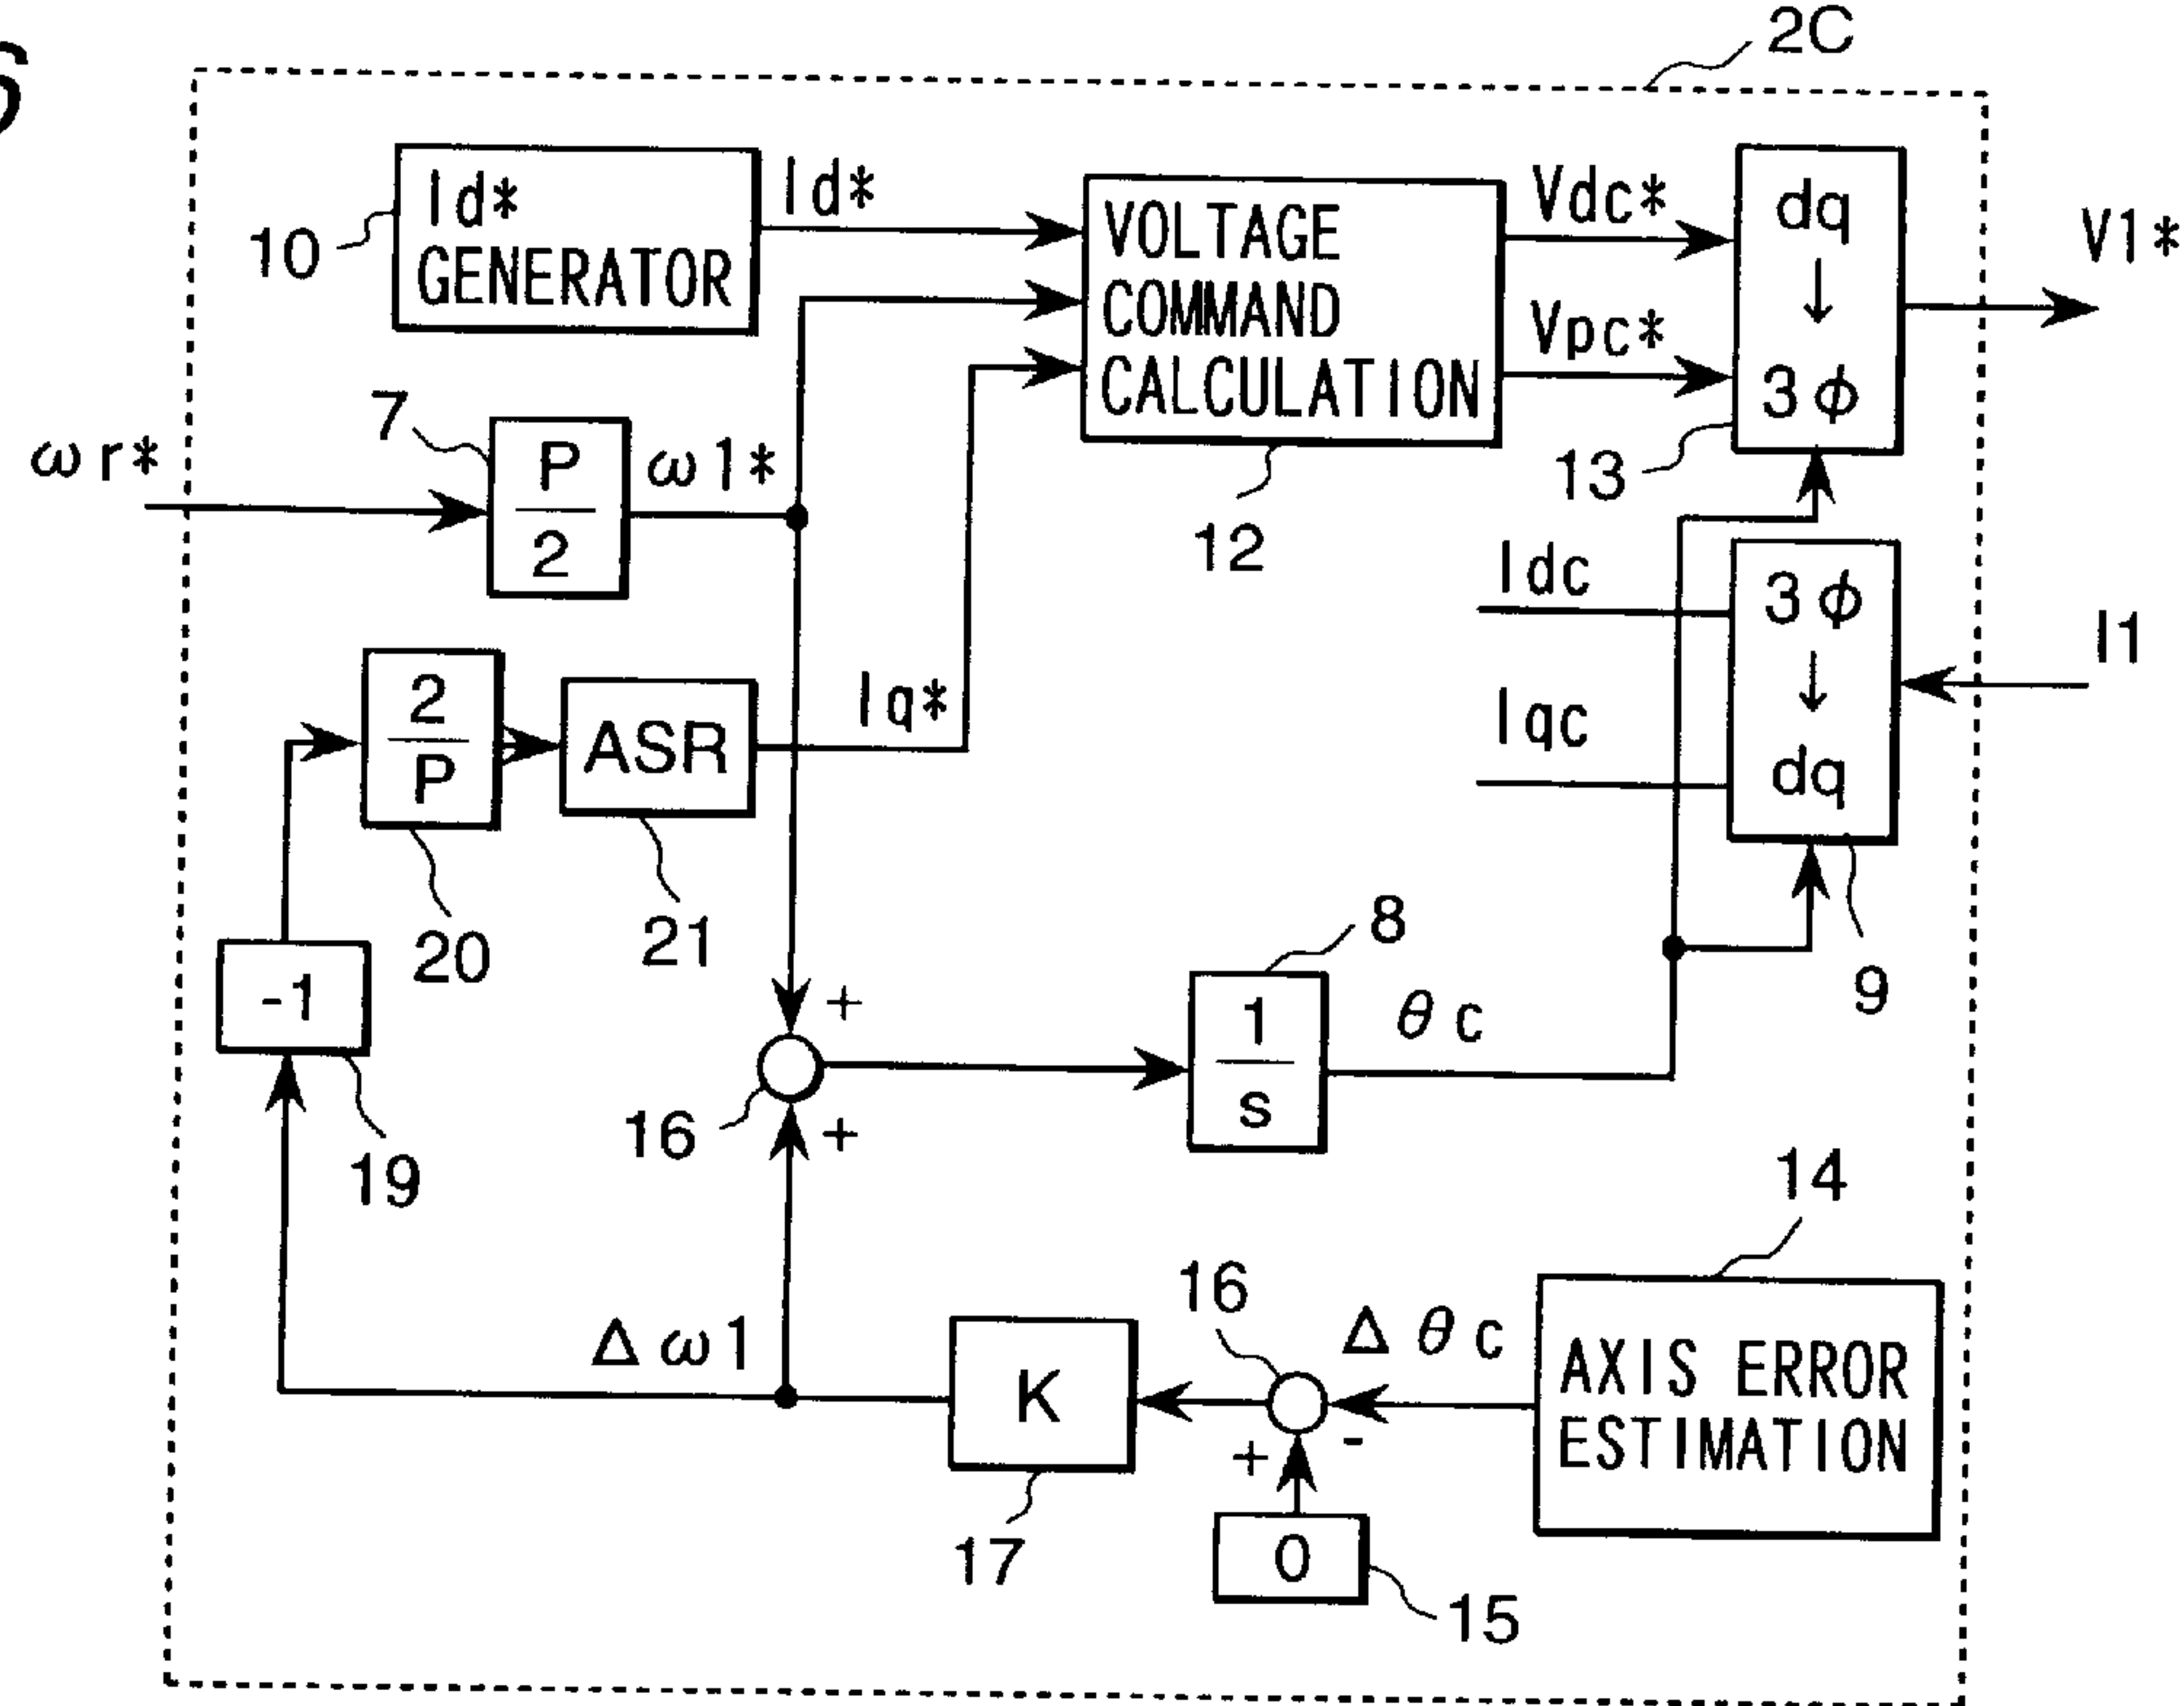 2C
Id*
GENERATOR
10
Id*
VOLTAGE
COMMAND
CALCULATION
12
Vdc*
Vpc*
dq
↓
3φ
13
V1*
ωr*
7
P
2
ω1*
Idc
Iqc
3φ
↓
dq
9
I1
2
P
20
ASR
21
Iq*
-1
19
+
16
+
1
s
8
θc
14
AXIS ERROR
ESTIMATION
Δθc
16
+
-
0
15
K
17
Δω1